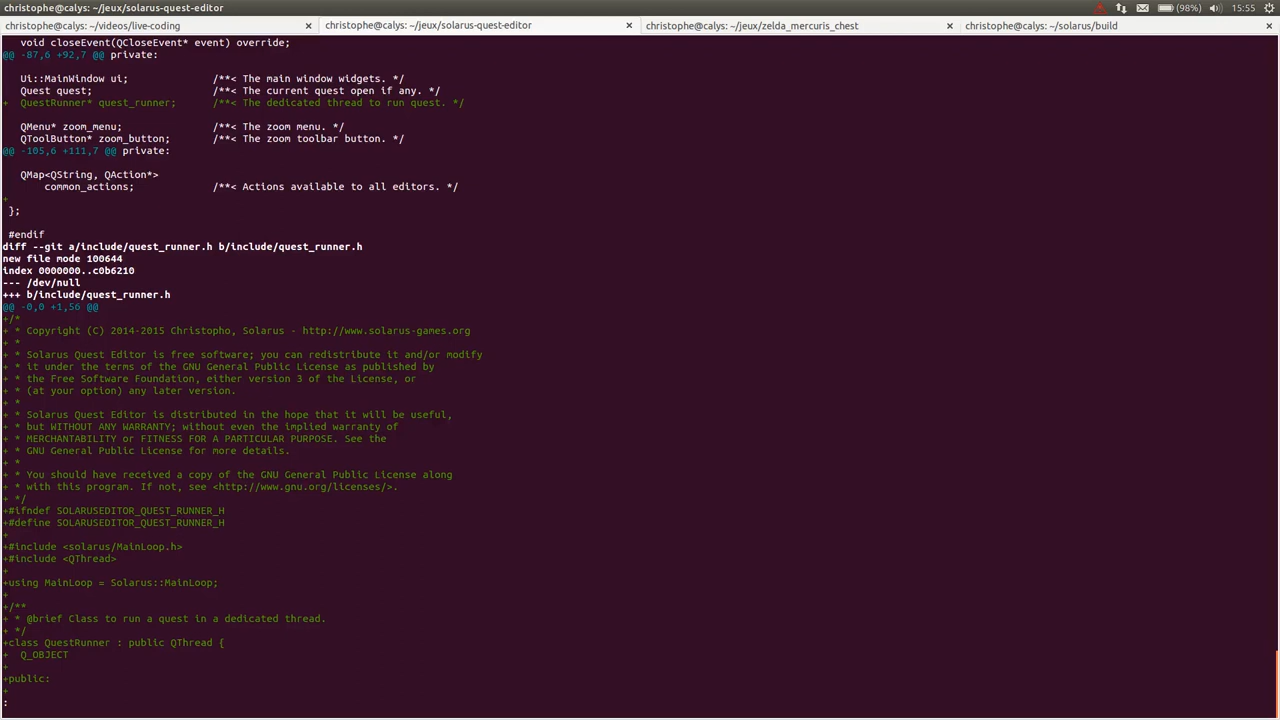 christophe@calys: ~/jeux/solarus-quest-editor
(98%) 15:55
christophe@calys: ~/videos/live-coding × christophe@calys: ~/jeux/solarus-quest-editor × christophe@calys: ~/jeux/zelda_mercuris_chest × christophe@calys: ~/solarus/build ×
  void closeEvent(QCloseEvent* event) override;
@@ -87,6 +92,7 @@ private:

  Ui::MainWindow ui;              /**< The main window widgets. */
  Quest quest;                    /**< The current quest open if any. */
+  QuestRunner* quest_runner;      /**< The dedicated thread to run quest. */

  QMenu* zoom_menu;               /**< The zoom menu. */
  QToolButton* zoom_button;       /**< The zoom toolbar button. */
@@ -105,6 +111,7 @@ private:

  QMap<QString, QAction*>
      common_actions;             /**< Actions available to all editors. */
+
 };

 #endif
diff --git a/include/quest_runner.h b/include/quest_runner.h
new file mode 100644
index 0000000..c0b6210
--- /dev/null
+++ b/include/quest_runner.h
@@ -0,0 +1,56 @@
+/*
+ * Copyright (C) 2014-2015 Christopho, Solarus - http://www.solarus-games.org
+ *
+ * Solarus Quest Editor is free software; you can redistribute it and/or modify
+ * it under the terms of the GNU General Public License as published by
+ * the Free Software Foundation, either version 3 of the License, or
+ * (at your option) any later version.
+ *
+ * Solarus Quest Editor is distributed in the hope that it will be useful,
+ * but WITHOUT ANY WARRANTY; without even the implied warranty of
+ * MERCHANTABILITY or FITNESS FOR A PARTICULAR PURPOSE. See the
+ * GNU General Public License for more details.
+ *
+ * You should have received a copy of the GNU General Public License along
+ * with this program. If not, see <http://www.gnu.org/licenses/>.
+ */
+#ifndef SOLARUSEDITOR_QUEST_RUNNER_H
+#define SOLARUSEDITOR_QUEST_RUNNER_H
+
+#include <solarus/MainLoop.h>
+#include <QThread>
+
+using MainLoop = Solarus::MainLoop;
+
+/**
+ * @brief Class to run a quest in a dedicated thread.
+ */
+class QuestRunner : public QThread {
+  Q_OBJECT
+
+public:
+
: